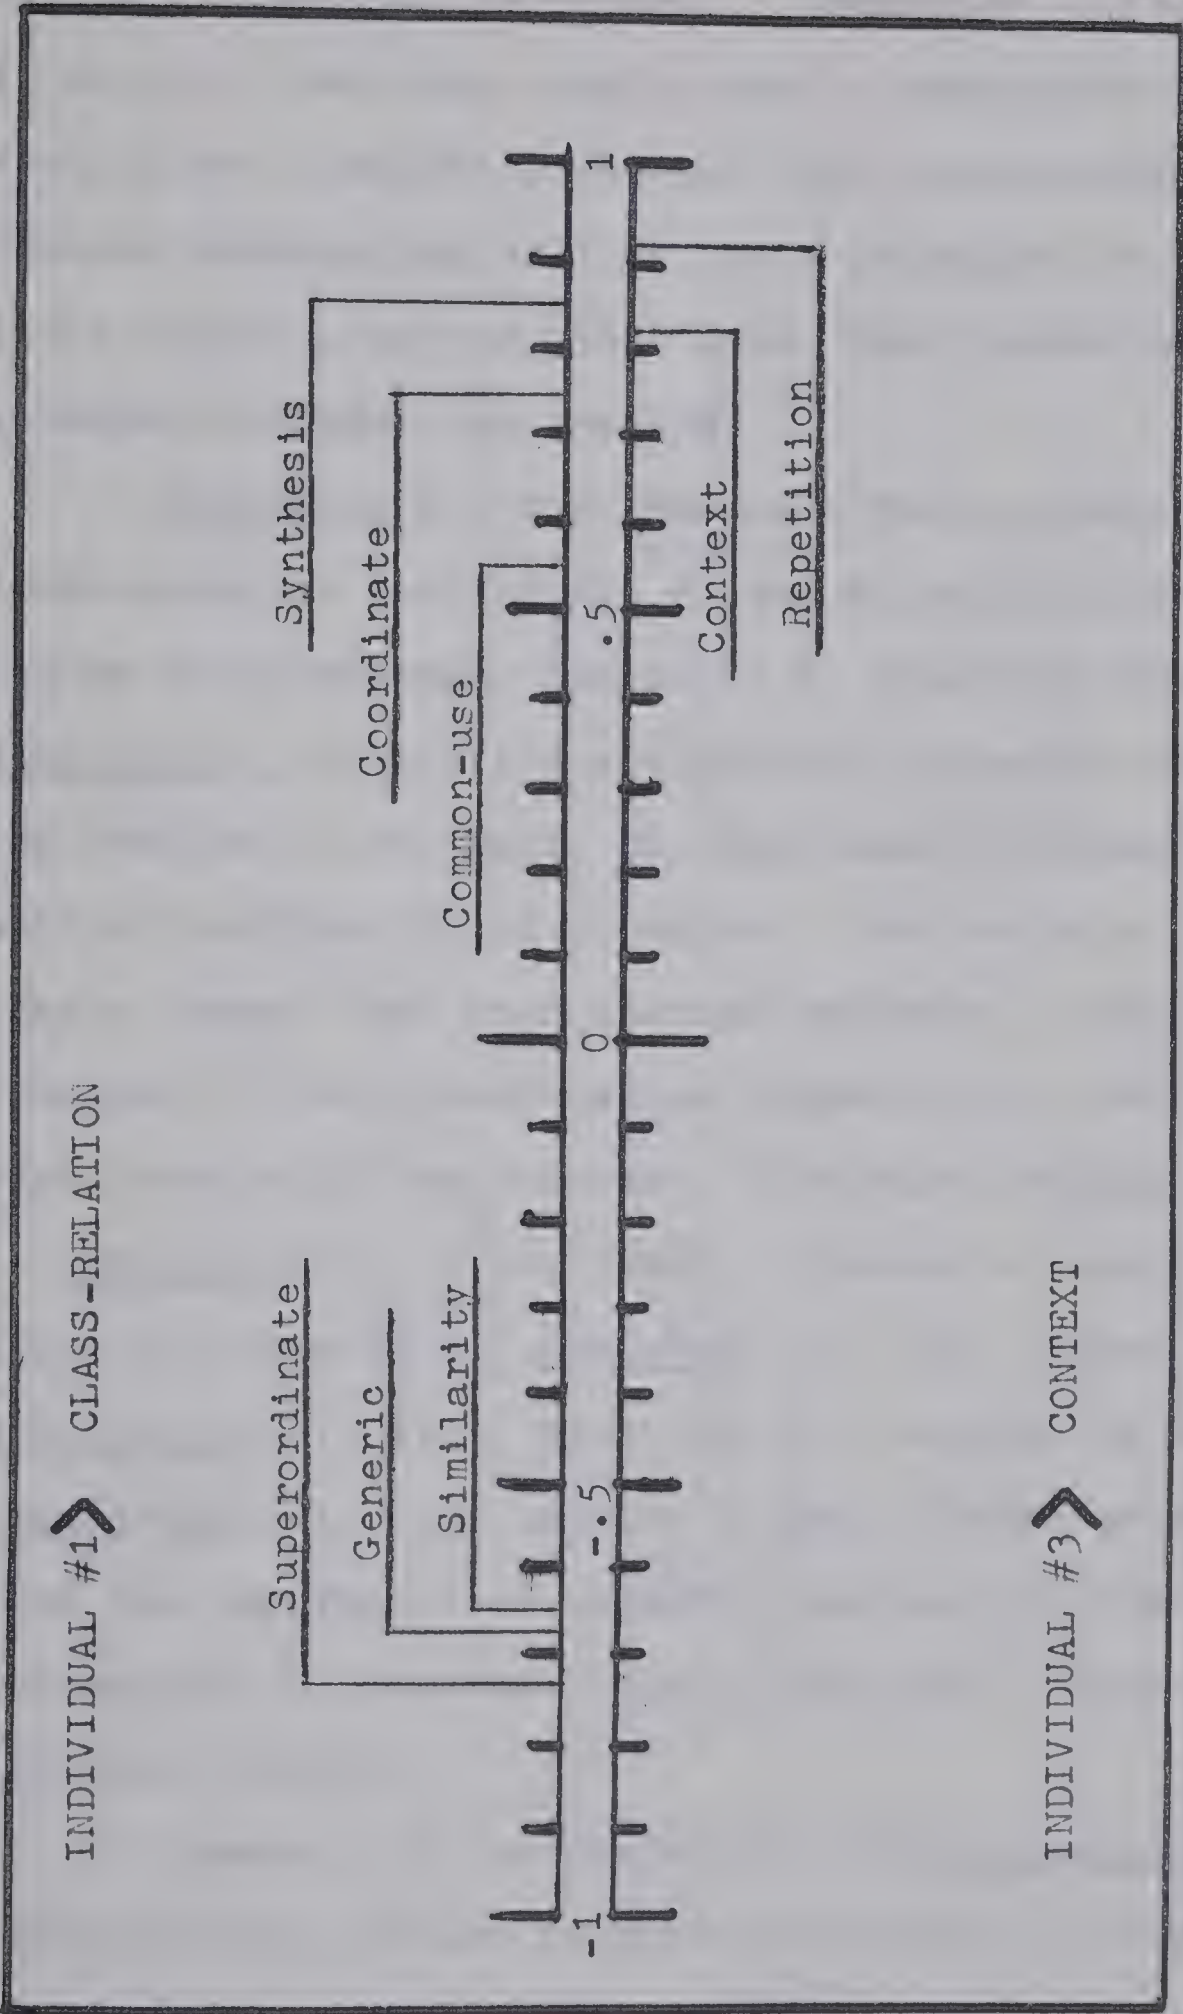 INDIVIDUAL #1> CLASS-RELATION
Superordinate
Synthesis
Generic
Coordinate
Similarity
Common-use
-1
-.5
0
.5
1
Context
Repetition
INDIVIDUAL #3> CONTEXT